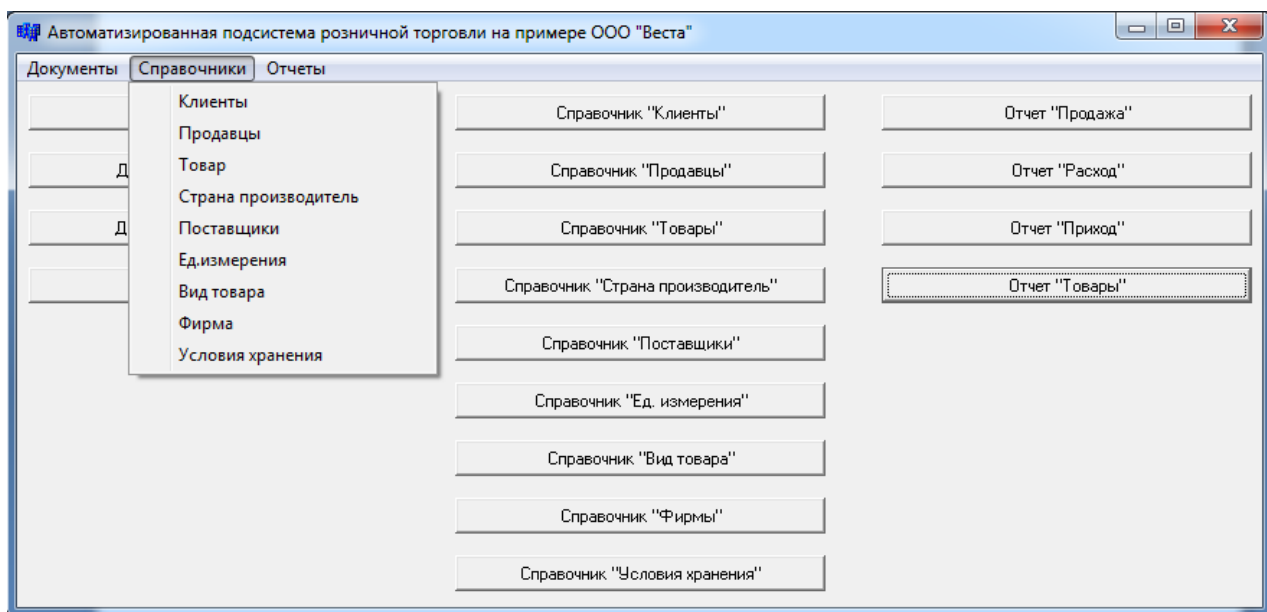 Автоматизированная подсистема розничной торговли на примере ООО "Веста"
Документы Справочники Отчеты
Клиенты
Продавцы
Товар
Страна производитель
Поставщики
Ед.измерения
Вид товара
Фирма
Условия хранения
Д
Д
Справочник "Клиенты"
Справочник "Продавцы"
Справочник "Товары"
Справочник "Страна производитель"
Справочник "Поставщики"
Справочник "Ед. измерения"
Справочник "Вид товара"
Справочник "Фирмы"
Справочник "Условия хранения"
Отчет "Продажа"
Отчет "Расход"
Отчет "Приход"
Отчет "Товары"